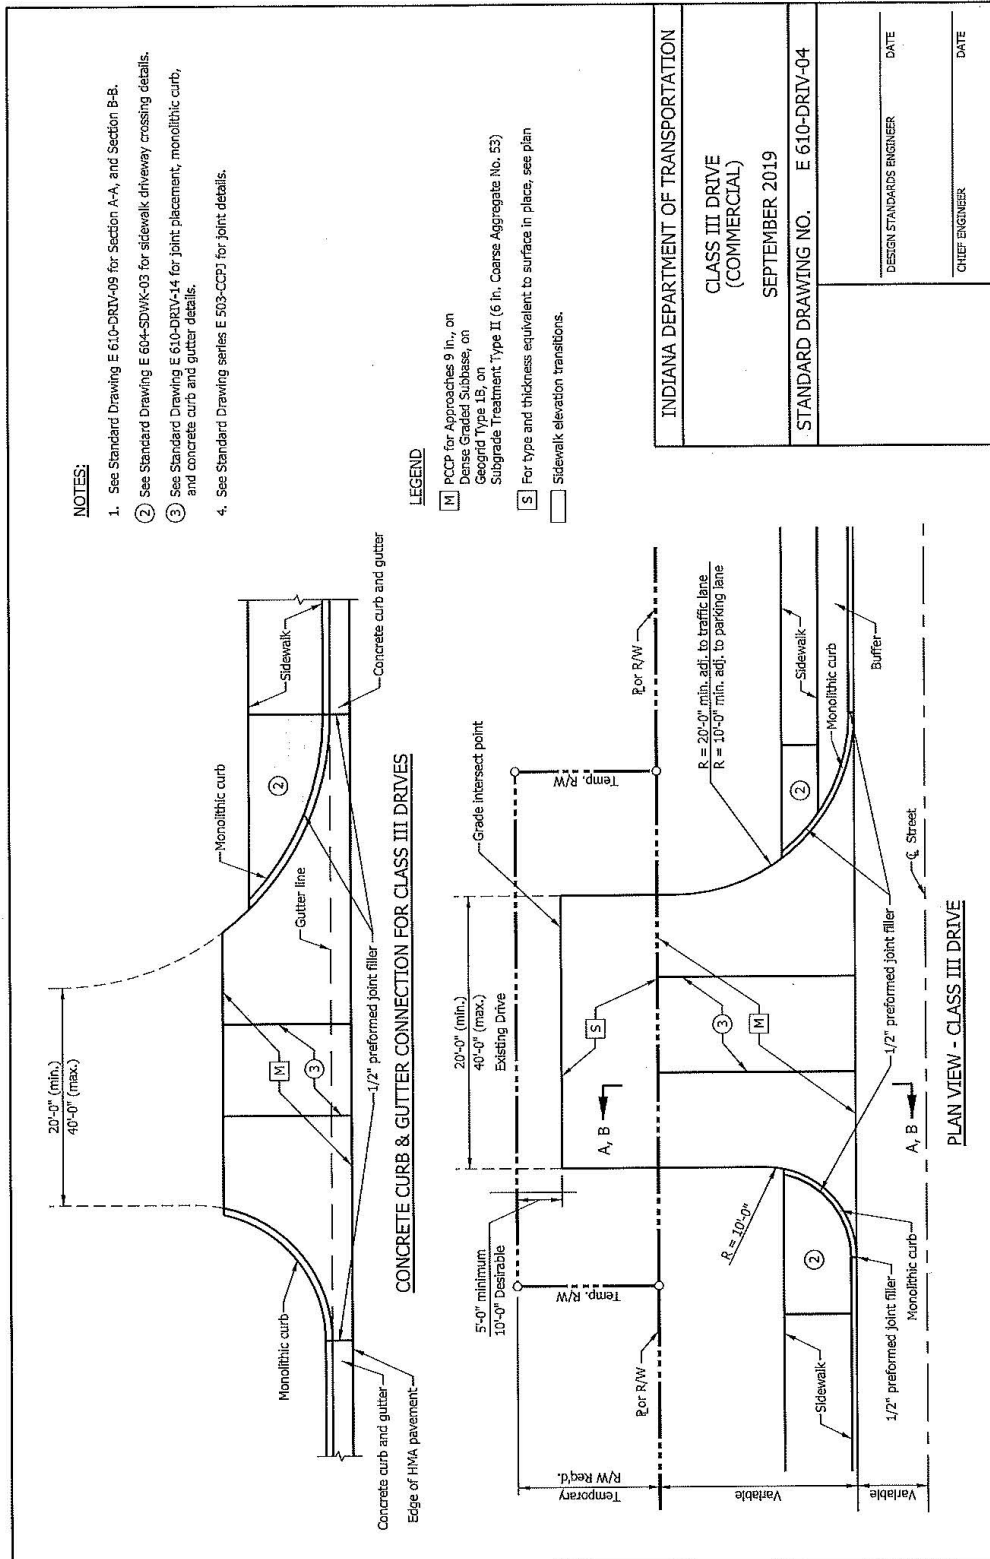 NOTES:
1. See Standard Drawing E 610-DRIV-09 for Section A-A, and Section B-B.
2 See Standard Drawing E 604-SDWK-03 for sidewalk driveway crossing details.
3 See Standard Drawing E 610-DRIV-14 for joint placement, monolithic curb,
and concrete curb and gutter details.
4. See Standard Drawing series E 503-CCPJ for joint details.
LEGEND
M PCCP for Approaches 9 in., on
Dense Graded Subbase, on
Geogrid Type 1B, on
Subgrade Treatment Type II (6 in. Coarse Aggregate No. 53)
S For type and thickness equivalent to surface in place, see plan
Sidewalk elevation transitions.
20'-0" (min.)
40'-0" (max.)
Monolithic curb
Monolithic curb
Sidewalk
2
Gutter line
M
3
1/2" preformed joint filler
Concrete curb and gutter
Edge of HMA pavement
Concrete curb and gutter
CONCRETE CURB & GUTTER CONNECTION FOR CLASS III DRIVES
5'-0" minimum
10'-0" Desirable
20'-0" (min.)
40'-0" (max.)
Existing Drive
Grade intersect point
Temp. R/W
Temp. R/W
S
A, B
P̱ or R/W
P̱ or R/W
R = 10'-0"
R = 20'-0" min. adj. to traffic lane
R = 10'-0" min. adj. to parking lane
3
M
2
2
Sidewalk
Sidewalk
Monolithic curb
Monolithic curb
Buffer
1/2" preformed joint filler
1/2" preformed joint filler
A, B
℄ Street
Temporary
R/W Req'd.
Variable
Variable
PLAN VIEW - CLASS III DRIVE
INDIANA DEPARTMENT OF TRANSPORTATION
CLASS III DRIVE
(COMMERCIAL)
SEPTEMBER 2019
STANDARD DRAWING NO. E 610-DRIV-04
DESIGN STANDARDS ENGINEER DATE
CHIEF ENGINEER DATE